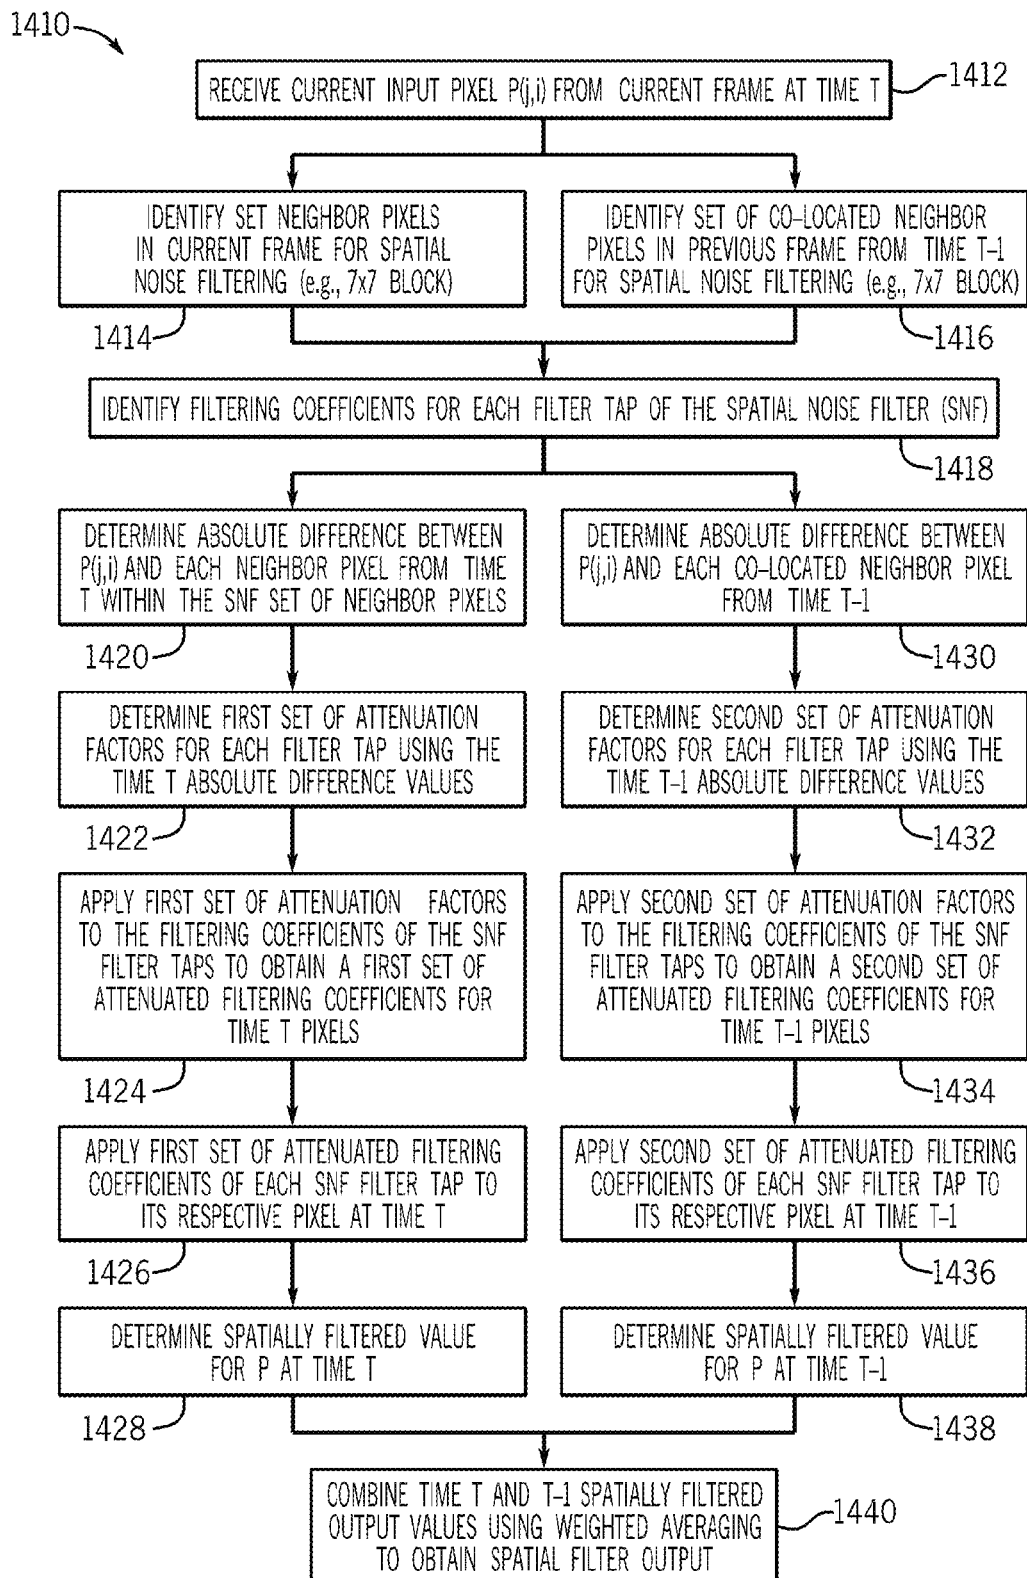 1410
RECEIVE CURRENT INPUT PIXEL P(j,i) FROM CURRENT FRAME AT TIME T
1412
IDENTIFY SET NEIGHBOR PIXELS
IN CURRENT FRAME FOR SPATIAL
NOISE FILTERING (e.g., 7x7 BLOCK)
1414
IDENTIFY SET OF CO-LOCATED NEIGHBOR
PIXELS IN PREVIOUS FRAME FROM TIME T-1
FOR SPATIAL NOISE FILTERING (e.g., 7x7 BLOCK)
1416
IDENTIFY FILTERING COEFFICIENTS FOR EACH FILTER TAP OF THE SPATIAL NOISE FILTER (SNF)
1418
DETERMINE ABSOLUTE DIFFERENCE BETWEEN
P(j,i) AND EACH NEIGHBOR PIXEL FROM TIME
T WITHIN THE SNF SET OF NEIGHBOR PIXELS
1420
DETERMINE ABSOLUTE DIFFERENCE BETWEEN
P(j,i) AND EACH CO-LOCATED NEIGHBOR PIXEL
FROM TIME T-1
1430
DETERMINE FIRST SET OF ATTENUATION
FACTORS FOR EACH FILTER TAP USING THE
TIME T ABSOLUTE DIFFERENCE VALUES
1422
DETERMINE SECOND SET OF ATTENUATION
FACTORS FOR EACH FILTER TAP USING THE
TIME T-1 ABSOLUTE DIFFERENCE VALUES
1432
APPLY FIRST SET OF ATTENUATION FACTORS
TO THE FILTERING COEFFICIENTS OF THE SNF
FILTER TAPS TO OBTAIN A FIRST SET OF
ATTENUATED FILTERING COEFFICIENTS FOR
TIME T PIXELS
1424
APPLY SECOND SET OF ATTENUATION FACTORS
TO THE FILTERING COEFFICIENTS OF THE SNF
FILTER TAPS TO OBTAIN A SECOND SET OF
ATTENUATED FILTERING COEFFICIENTS FOR
TIME T-1 PIXELS
1434
APPLY FIRST SET OF ATTENUATED FILTERING
COEFFICIENTS OF EACH SNF FILTER TAP TO
ITS RESPECTIVE PIXEL AT TIME T
1426
APPLY SECOND SET OF ATTENUATED FILTERING
COEFFICIENTS OF EACH SNF FILTER TAP TO
ITS RESPECTIVE PIXEL AT TIME T-1
1436
DETERMINE SPATIALLY FILTERED VALUE
FOR P AT TIME T
1428
DETERMINE SPATIALLY FILTERED VALUE
FOR P AT TIME T-1
1438
COMBINE TIME T AND T-1 SPATIALLY FILTERED
OUTPUT VALUES USING WEIGHTED AVERAGING
TO OBTAIN SPATIAL FILTER OUTPUT
1440